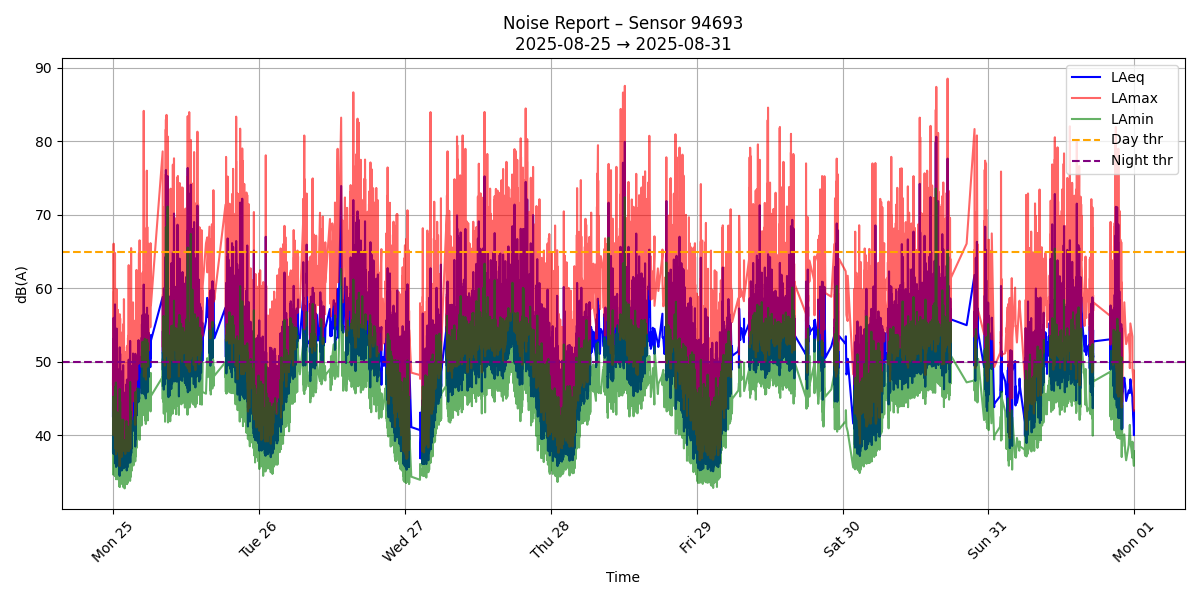 Noise Report – Sensor 94693
2025-08-25 → 2025-08-31
dB(A)
90
80
70
60
50
40
LAeq
LAmax
LAmin
Day thr
Night thr
Mon 25
Tue 26
Wed 27
Thu 28
Fri 29
Sat 30
Sun 31
Mon 01
Time